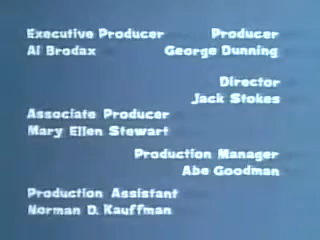 Executive Producer
Al Brodax
Producer
George Dunning
Director
Jack Stokes
Associate Producer
Mary Ellen Stewart
Production Manager
Abe Goodman
Production Assistant
Norman D. Kauffman